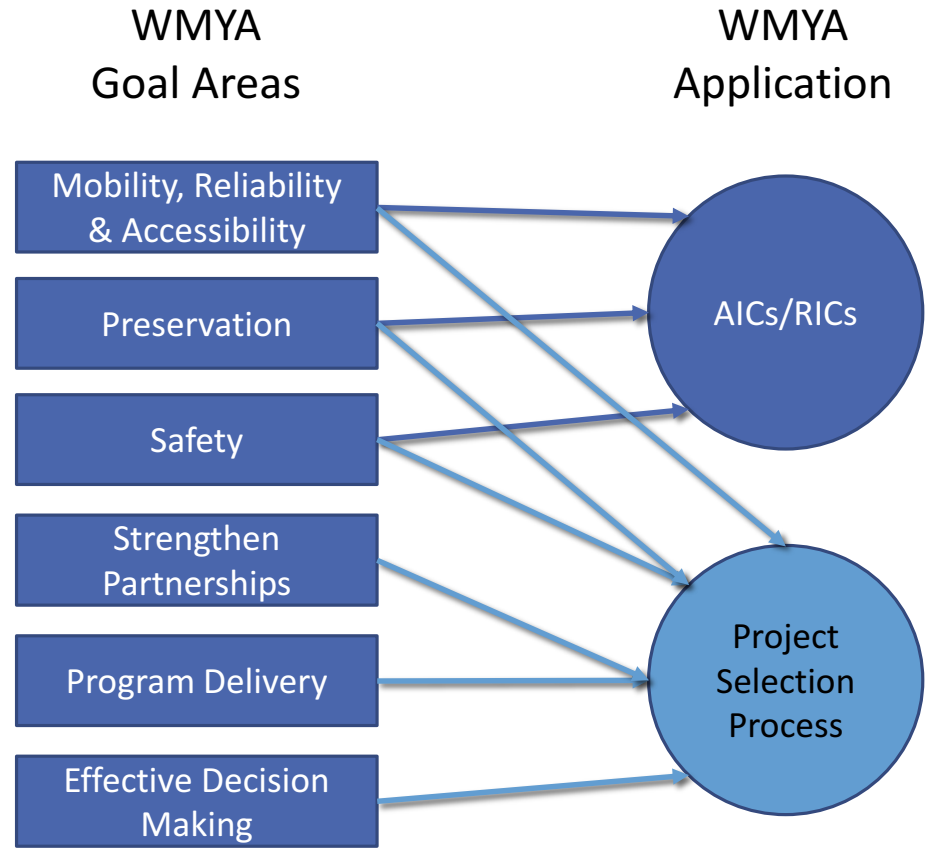 WMYA
Goal Areas
WMYA
Application
Mobility, Reliability
& Accessibility
Preservation
Safety
Strengthen
Partnerships
Program Delivery
Effective Decision
Making
AICs/RICs
Project
Selection
Process